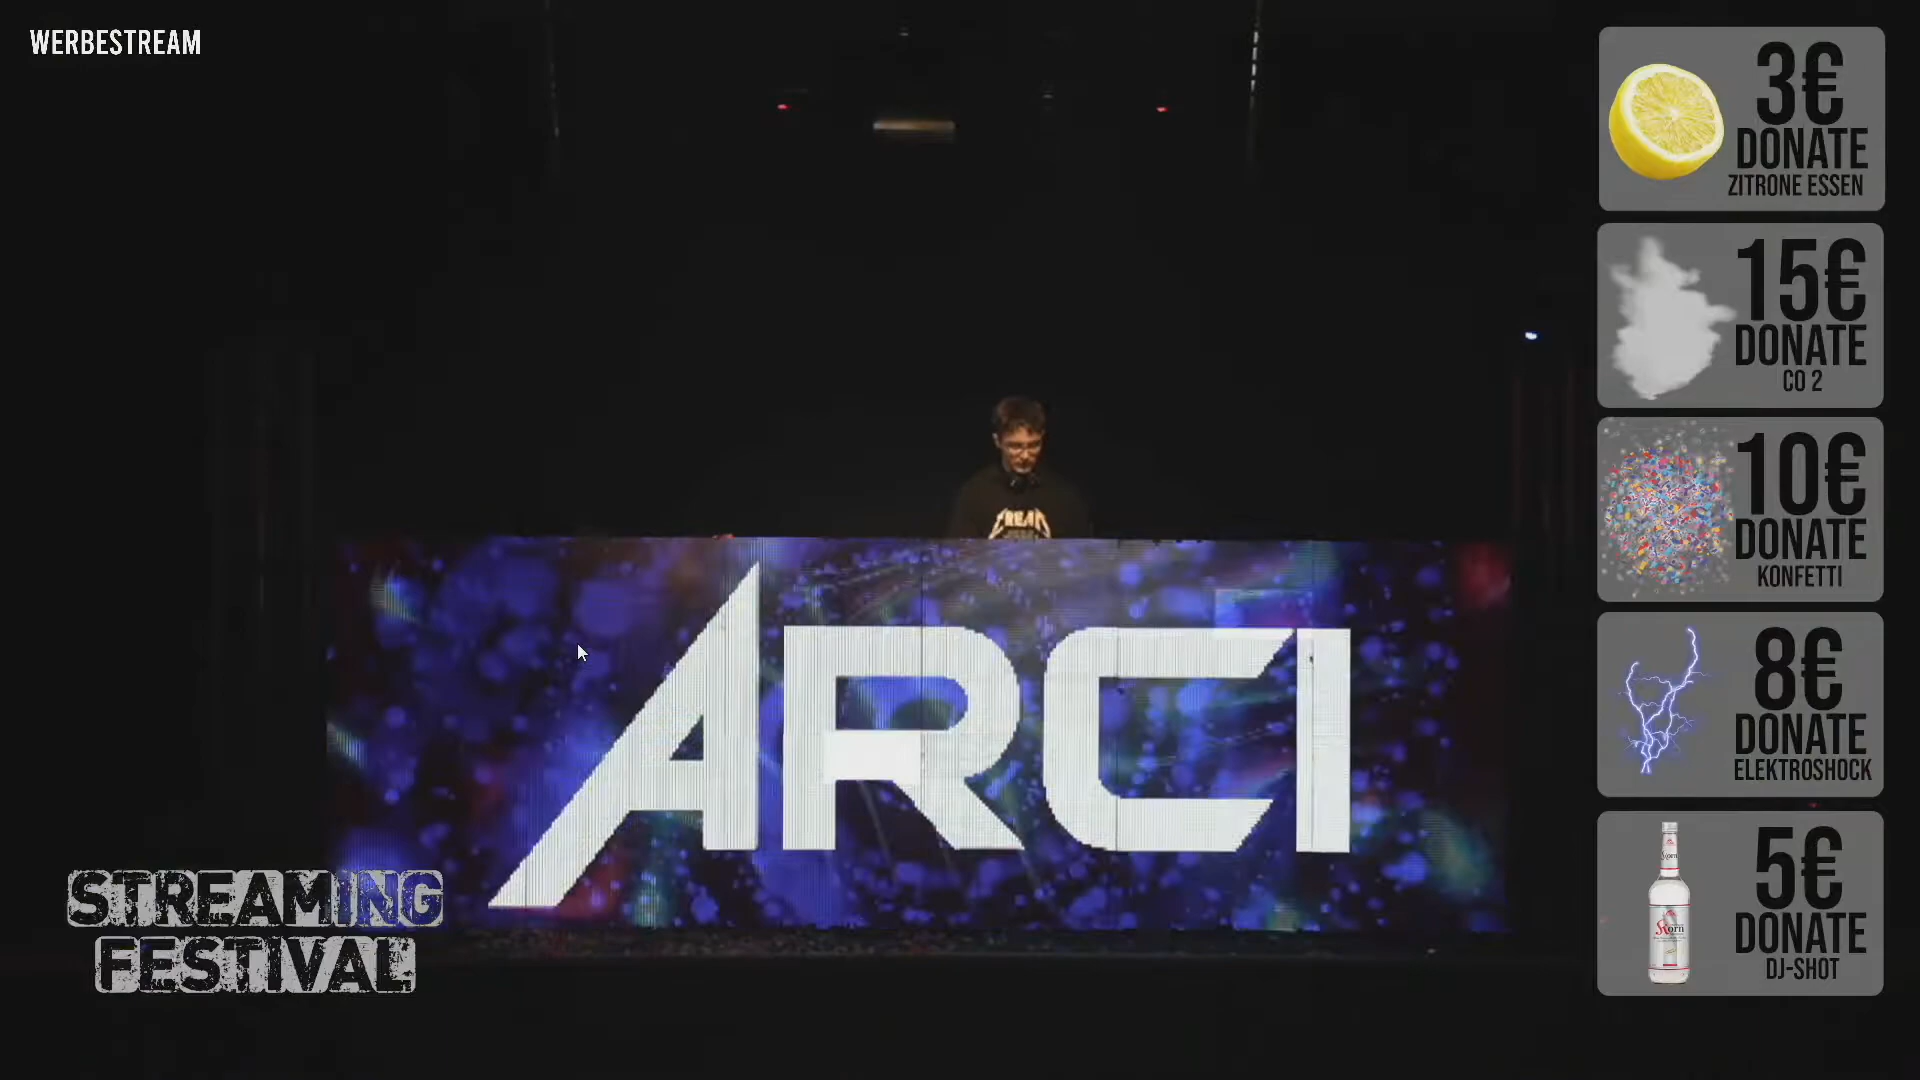 WERBESTREAM
3€
DONATE
ZITRONE ESSEN
15€
DONATE
CO 2
10€
DONATE
KONFETTI
8€
DONATE
ELEKTROSHOCK
Korn
5€
DONATE
DJ-SHOT
ARCI
STREAMING
FESTIVAL